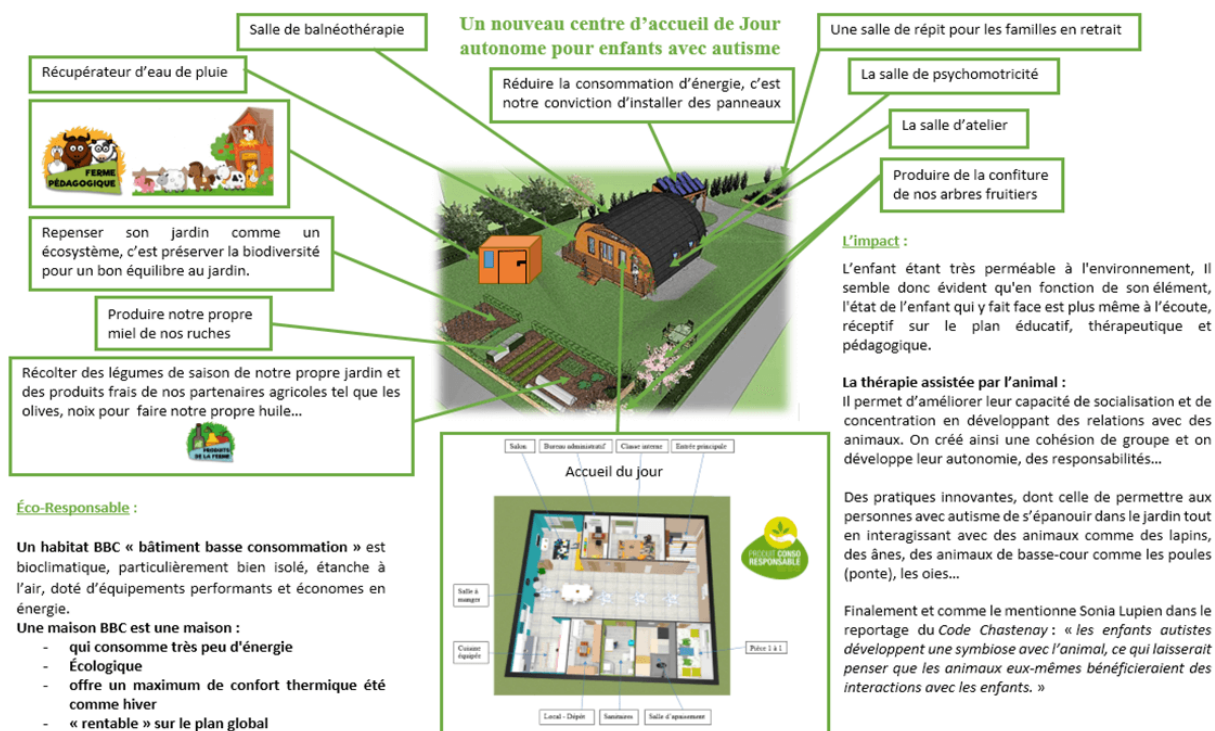 Un nouveau centre d'accueil de Jour
autonome pour enfants avec autisme
Salle de balnéothérapie
Récupérateur d'eau de pluie
FERME
PÉDAGOGIQUE
Repenser son jardin comme un
écosystème, c'est préserver la biodiversité
pour un bon équilibre au jardin.
Produire notre propre
miel de nos ruches
Récolter des légumes de saison de notre propre jardin et
des produits frais de nos partenaires agricoles tel que les
olives, noix pour faire notre propre huile...
PRODUITS
DE LA FERME
Réduire la consommation d'énergie, c'est
notre conviction d'installer des panneaux
Une salle de répit pour les familles en retrait
La salle de psychomotricité
La salle d'atelier
Produire de la confiture
de nos arbres fruitiers
Éco-Responsable :
Un habitat BBC « bâtiment basse consommation » est
bioclimatique, particulièrement bien isolé, étanche à
l'air, doté d'équipements performants et économes en
énergie.
Une maison BBC est une maison :
- qui consomme très peu d'énergie
- Écologique
- offre un maximum de confort thermique été
comme hiver
- « rentable » sur le plan global
Salon
Bureau administratif
Classe interne
Entrée principale
Accueil du jour
PRODUIT CONSO
RESPONSABLE
Salle à
manger
Cuisine
équipée
Pièce 1 à 1
Local - Dépôt
Sanitaires
Salle d'apaisement
L'impact :
L'enfant étant très perméable à l'environnement, Il
semble donc évident qu'en fonction de son élément,
l'état de l'enfant qui y fait face est plus même à l'écoute,
réceptif sur le plan éducatif, thérapeutique et
pédagogique.
La thérapie assistée par l'animal :
Il permet d'améliorer leur capacité de socialisation et de
concentration en développant des relations avec des
animaux. On créé ainsi une cohésion de groupe et on
développe leur autonomie, des responsabilités...
Des pratiques innovantes, dont celle de permettre aux
personnes avec autisme de s'épanouir dans le jardin tout
en interagissant avec des animaux comme des lapins,
des ânes, des animaux de basse-cour comme les poules
(ponte), les oies...
Finalement et comme le mentionne Sonia Lupien dans le
reportage du Code Chastenay : « les enfants autistes
développent une symbiose avec l'animal, ce qui laisserait
penser que les animaux eux-mêmes bénéficieraient des
interactions avec les enfants. »